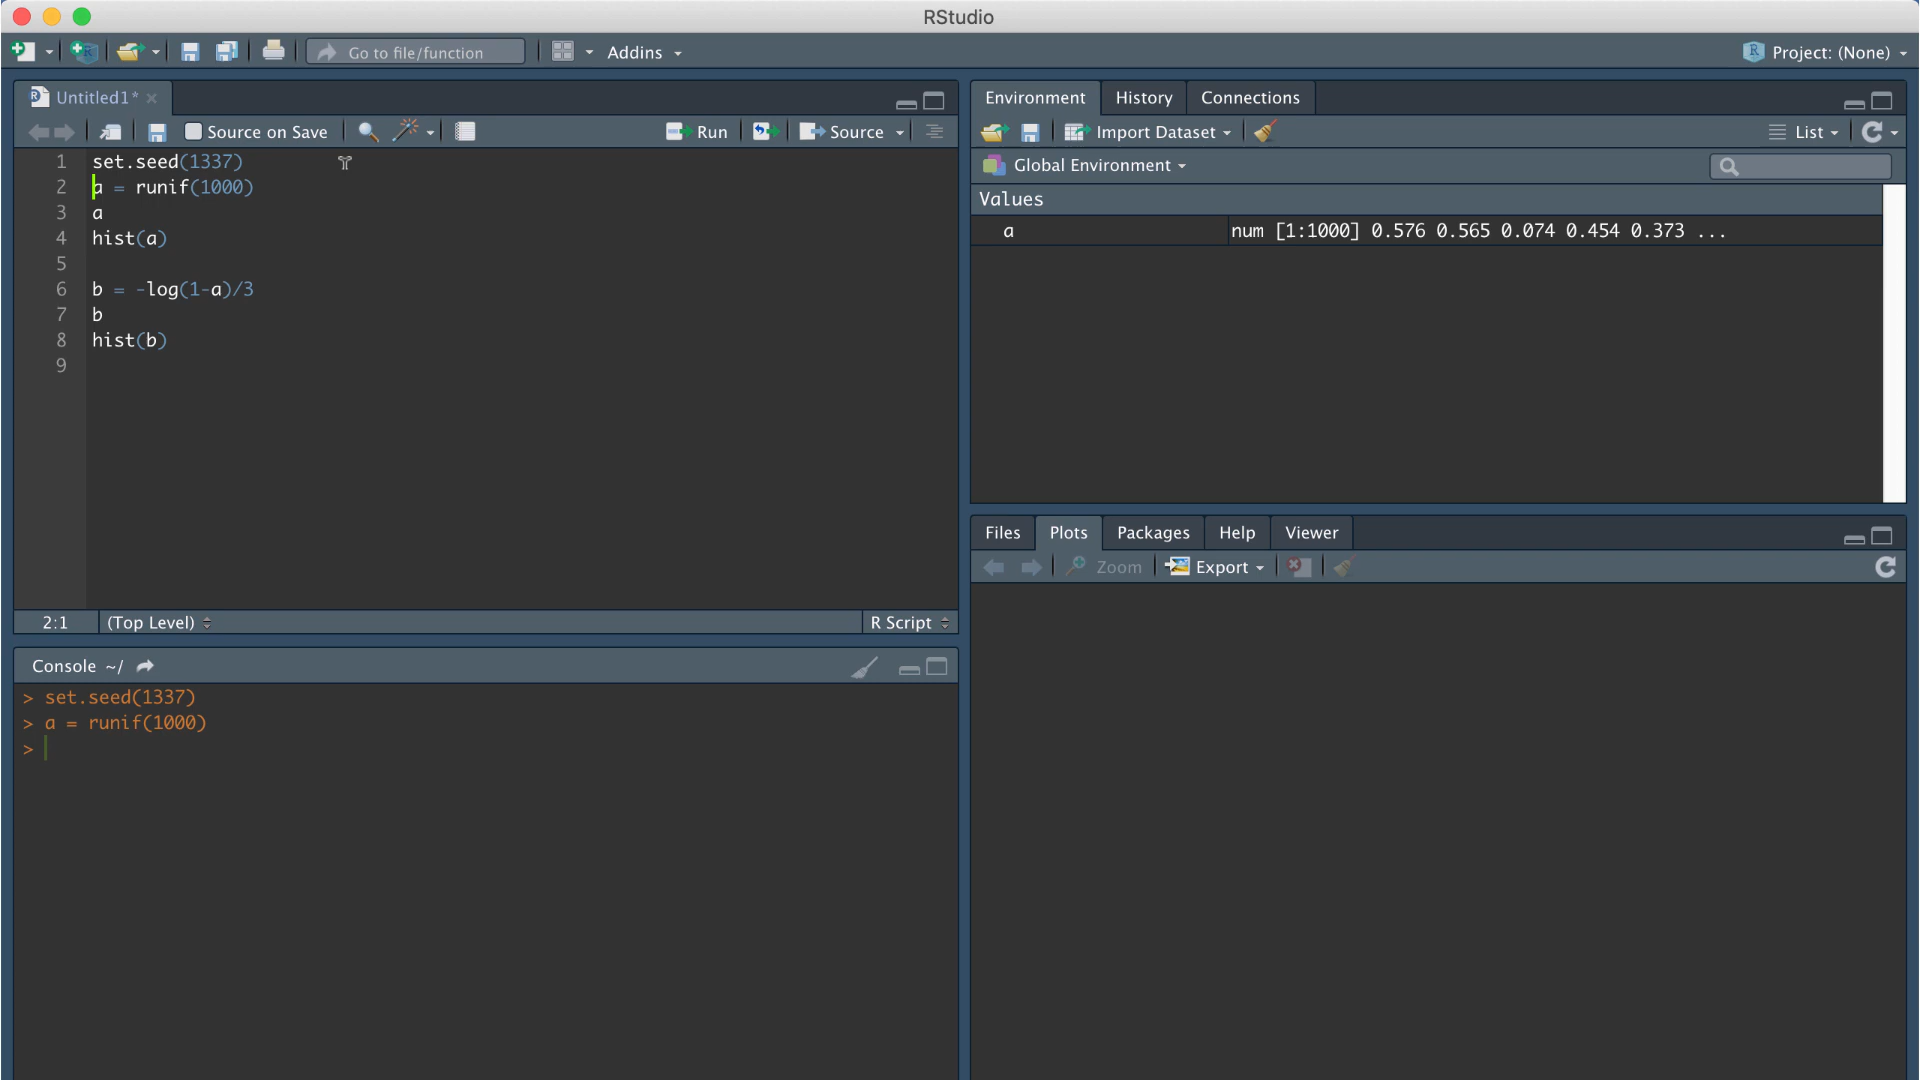 RStudio
Go to file/function
Addins
Project: (None)
Untitled1*
Source on Save
Run
Source
1 set.seed(1337)
2 a = runif(1000)
3 a
4 hist(a)
5
6 b = -log(1-a)/3
7 b
8 hist(b)
9
2:1
(Top Level)
R Script
Console ~/
> set.seed(1337)
> a = runif(1000)
>
Environment
History
Connections
Import Dataset
List
Global Environment
Values
a
num [1:1000] 0.576 0.565 0.074 0.454 0.373 ...
Files
Plots
Packages
Help
Viewer
Zoom
Export